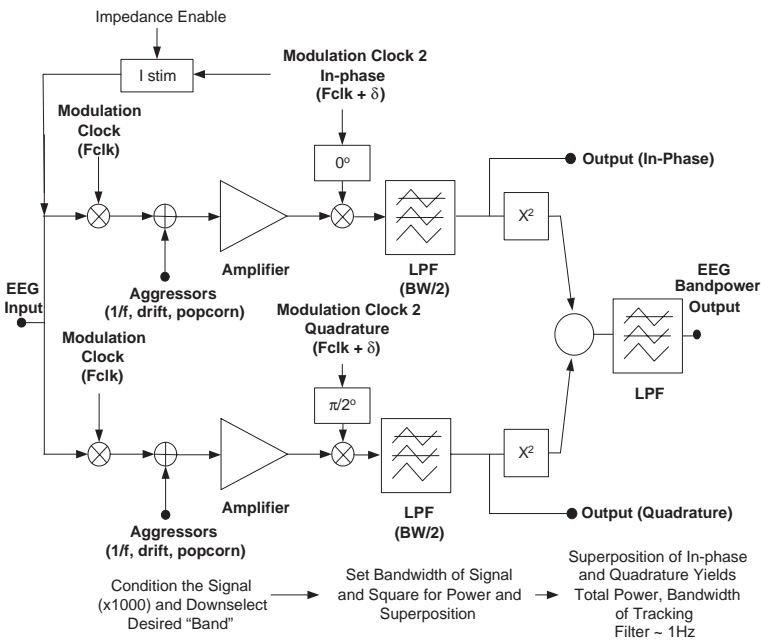 Impedance Enable
I stim
Modulation Clock 2
In-phase
(Fclk + δ)
Modulation
Clock
(Fclk)
0°
Output (In-Phase)
X²
Amplifier
LPF
(BW/2)
Aggressors
(1/f, drift, popcorn)
EEG
Input
EEG
Bandpower
Output
LPF
Modulation Clock 2
Quadrature
(Fclk + δ)
Modulation
Clock
(Fclk)
π/2°
X²
Amplifier
LPF
(BW/2)
Output (Quadrature)
Aggressors
(1/f, drift, popcorn)
Condition the Signal
(x1000) and Downselect
Desired “Band”
Set Bandwidth of Signal
and Square for Power and
Superposition
Superposition of In-phase
and Quadrature Yields
Total Power, Bandwidth
of Tracking
Filter ~ 1Hz